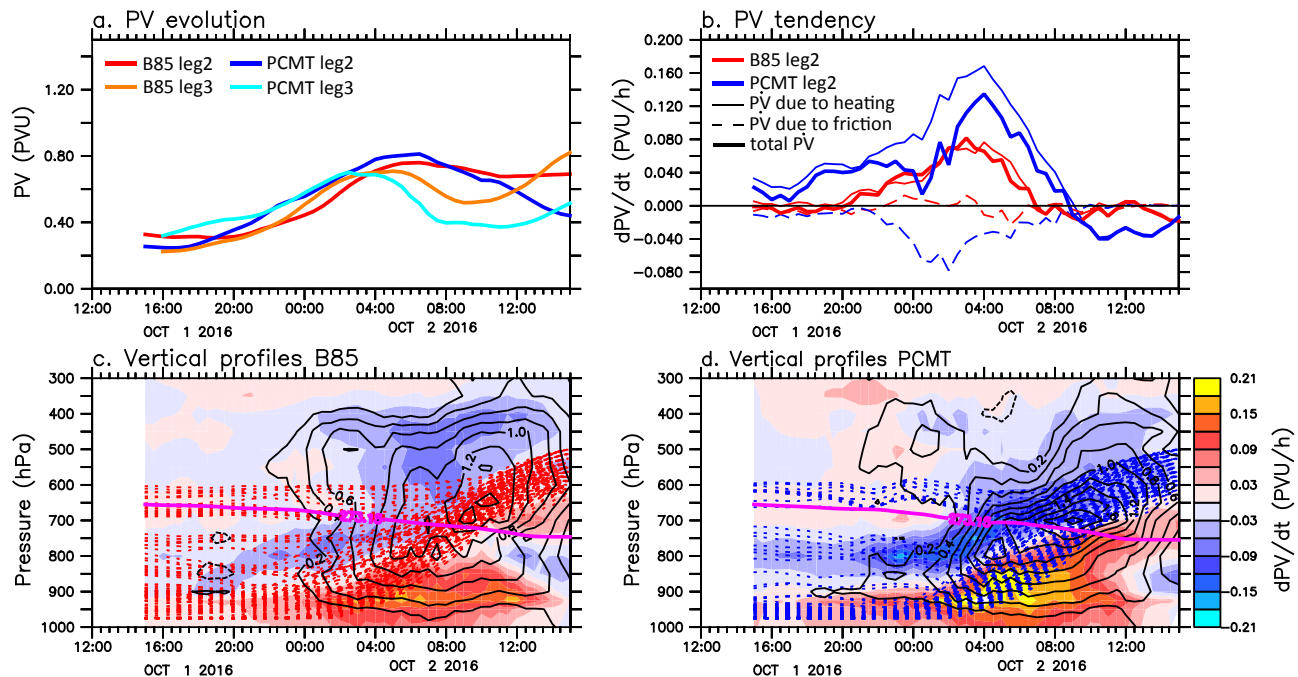 a. PV evolution
PV (PVU)
1.20
0.80
0.40
0.00
B85 leg2
B85 leg3
PCMT leg2
PCMT leg3
12:00 16:00 20:00 00:00 04:00 08:00 12:00
OCT 1 2016 OCT 2 2016
b. PV tendency
dPV/dt (PVU/h)
0.200
0.160
0.120
0.080
0.040
0.000
−0.040
−0.080
B85 leg2
PCMT leg2
PV due to heating
PV due to friction
total PV
12:00 16:00 20:00 00:00 04:00 08:00 12:00
OCT 1 2016 OCT 2 2016
c. Vertical profiles B85
Pressure (hPa)
300
400
500
600
700
800
900
1000
1.0
1.2
0.6
0.2
12:00 16:00 20:00 00:00 04:00 08:00 12:00
OCT 1 2016 OCT 2 2016
d. Vertical profiles PCMT
Pressure (hPa)
300
400
500
600
700
800
900
1000
0.2
1.0
0.2
0.4
12:00 16:00 20:00 00:00 04:00 08:00 12:00
OCT 1 2016 OCT 2 2016
0.21
0.15
0.09
0.03
−0.03
−0.09
−0.15
−0.21
dPV/dt (PVU/h)